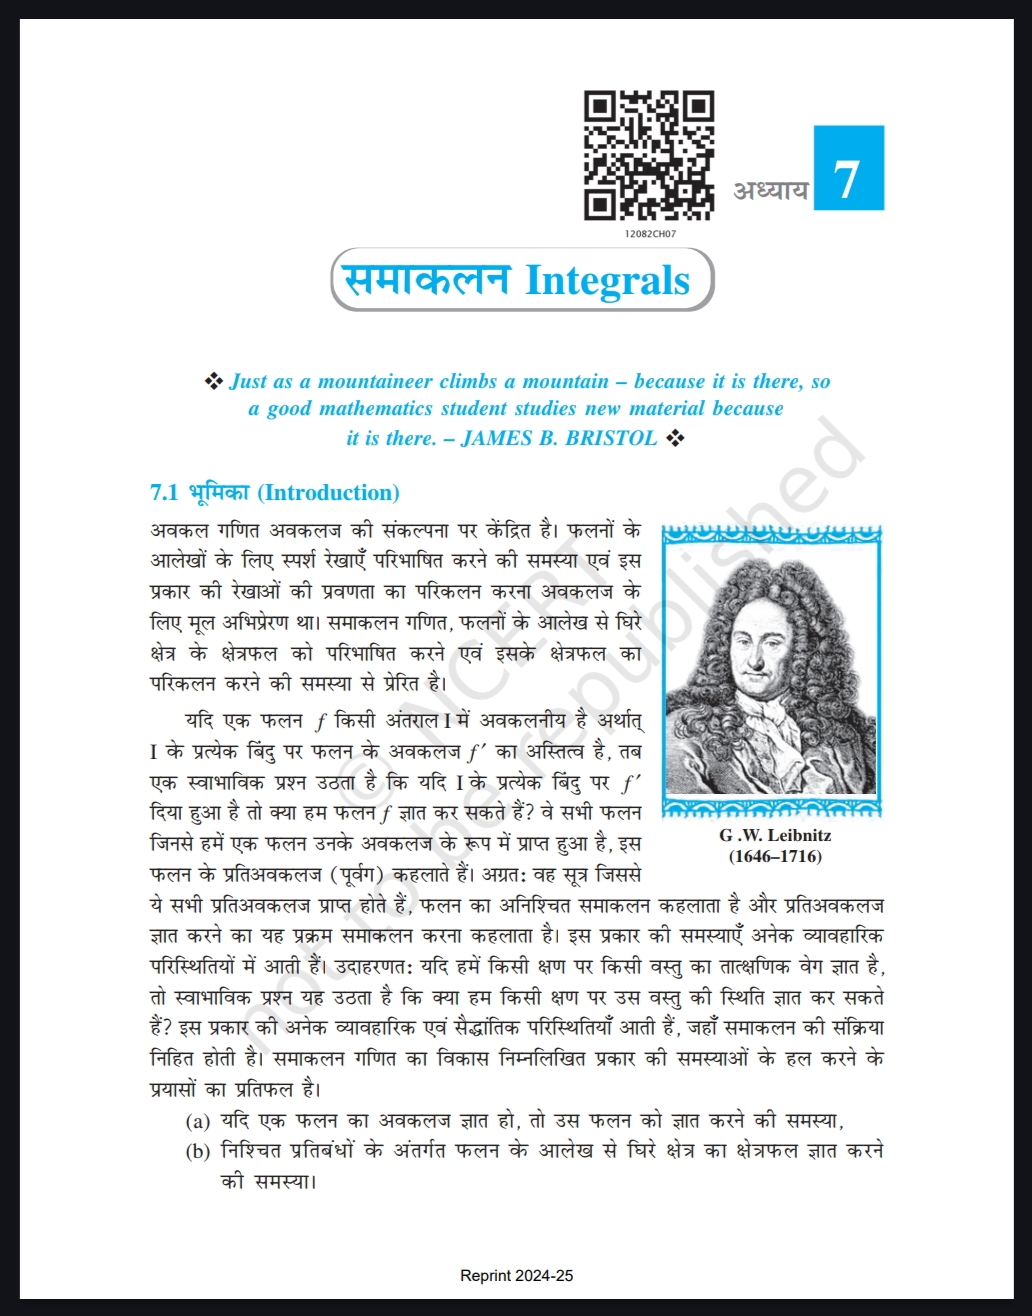 12082CH07
अध्याय 7
समाकलन Integrals
❖ Just as a mountaineer climbs a mountain – because it is there, so
a good mathematics student studies new material because
it is there. – JAMES B. BRISTOL ❖
7.1 भूमिका (Introduction)
अवकल गणित अवकलज की संकल्पना पर केंद्रित है। फलनों के
आलेखों के लिए स्पर्श रेखाएँ परिभाषित करने की समस्या एवं इस
प्रकार की रेखाओं की प्रवणता का परिकलन करना अवकलज के
लिए मूल अभिप्रेरण था। समाकलन गणित, फलनों के आलेख से घिरे
क्षेत्र के क्षेत्रफल को परिभाषित करने एवं इसके क्षेत्रफल का
परिकलन करने की समस्या से प्रेरित है।
यदि एक फलन f किसी अंतराल I में अवकलनीय है अर्थात्
I के प्रत्येक बिंदु पर फलन के अवकलज f′ का अस्तित्व है, तब
एक स्वाभाविक प्रश्न उठता है कि यदि I के प्रत्येक बिंदु पर f′
दिया हुआ है तो क्या हम फलन f ज्ञात कर सकते हैं? वे सभी फलन
जिनसे हमें एक फलन उनके अवकलज के रूप में प्राप्त हुआ है, इस
फलन के प्रतिअवकलज (पूर्वग) कहलाते हैं। अग्रत: वह सूत्र जिससे
G .W. Leibnitz
(1646–1716)
ये सभी प्रतिअवकलज प्राप्त होते हैं, फलन का अनिश्चित समाकलन कहलाता है और प्रतिअवकलज
ज्ञात करने का यह प्रक्रम समाकलन करना कहलाता है। इस प्रकार की समस्याएँ अनेक व्यावहारिक
परिस्थितियों में आती हैं। उदाहरणत: यदि हमें किसी क्षण पर किसी वस्तु का तात्क्षणिक वेग ज्ञात है,
तो स्वाभाविक प्रश्न यह उठता है कि क्या हम किसी क्षण पर उस वस्तु की स्थिति ज्ञात कर सकते
हैं? इस प्रकार की अनेक व्यावहारिक एवं सैद्धांतिक परिस्थितियाँ आती हैं, जहाँ समाकलन की संक्रिया
निहित होती है। समाकलन गणित का विकास निम्नलिखित प्रकार की समस्याओं के हल करने के
प्रयासों का प्रतिफल है।
(a) यदि एक फलन का अवकलज ज्ञात हो, तो उस फलन को ज्ञात करने की समस्या,
(b) निश्चित प्रतिबंधों के अंतर्गत फलन के आलेख से घिरे क्षेत्र का क्षेत्रफल ज्ञात करने
की समस्या।
© NCERT
not to be republished
Reprint 2024-25